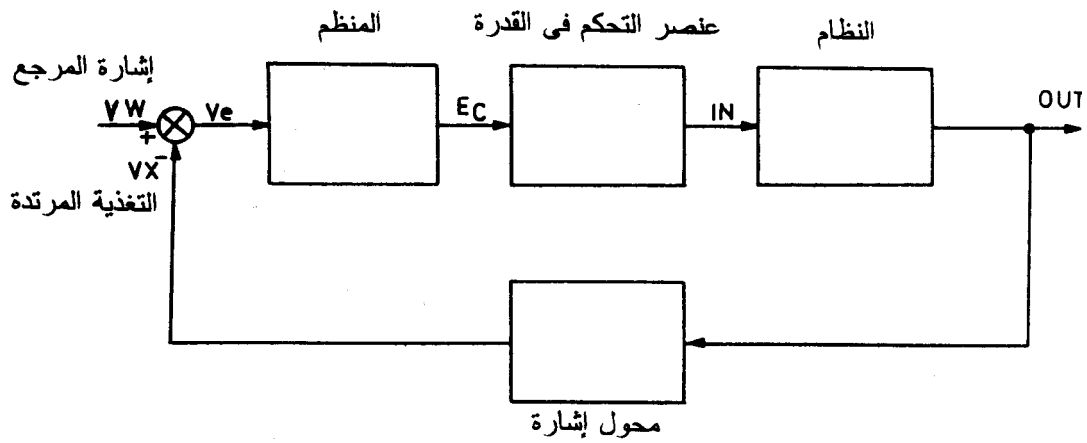 المنظم
عنصر التحكم فى القدرة
النظام
إشارة المرجع
VW
+
Ve
EC
IN
OUT
VX
-
التغذية المرتدة
محول إشارة